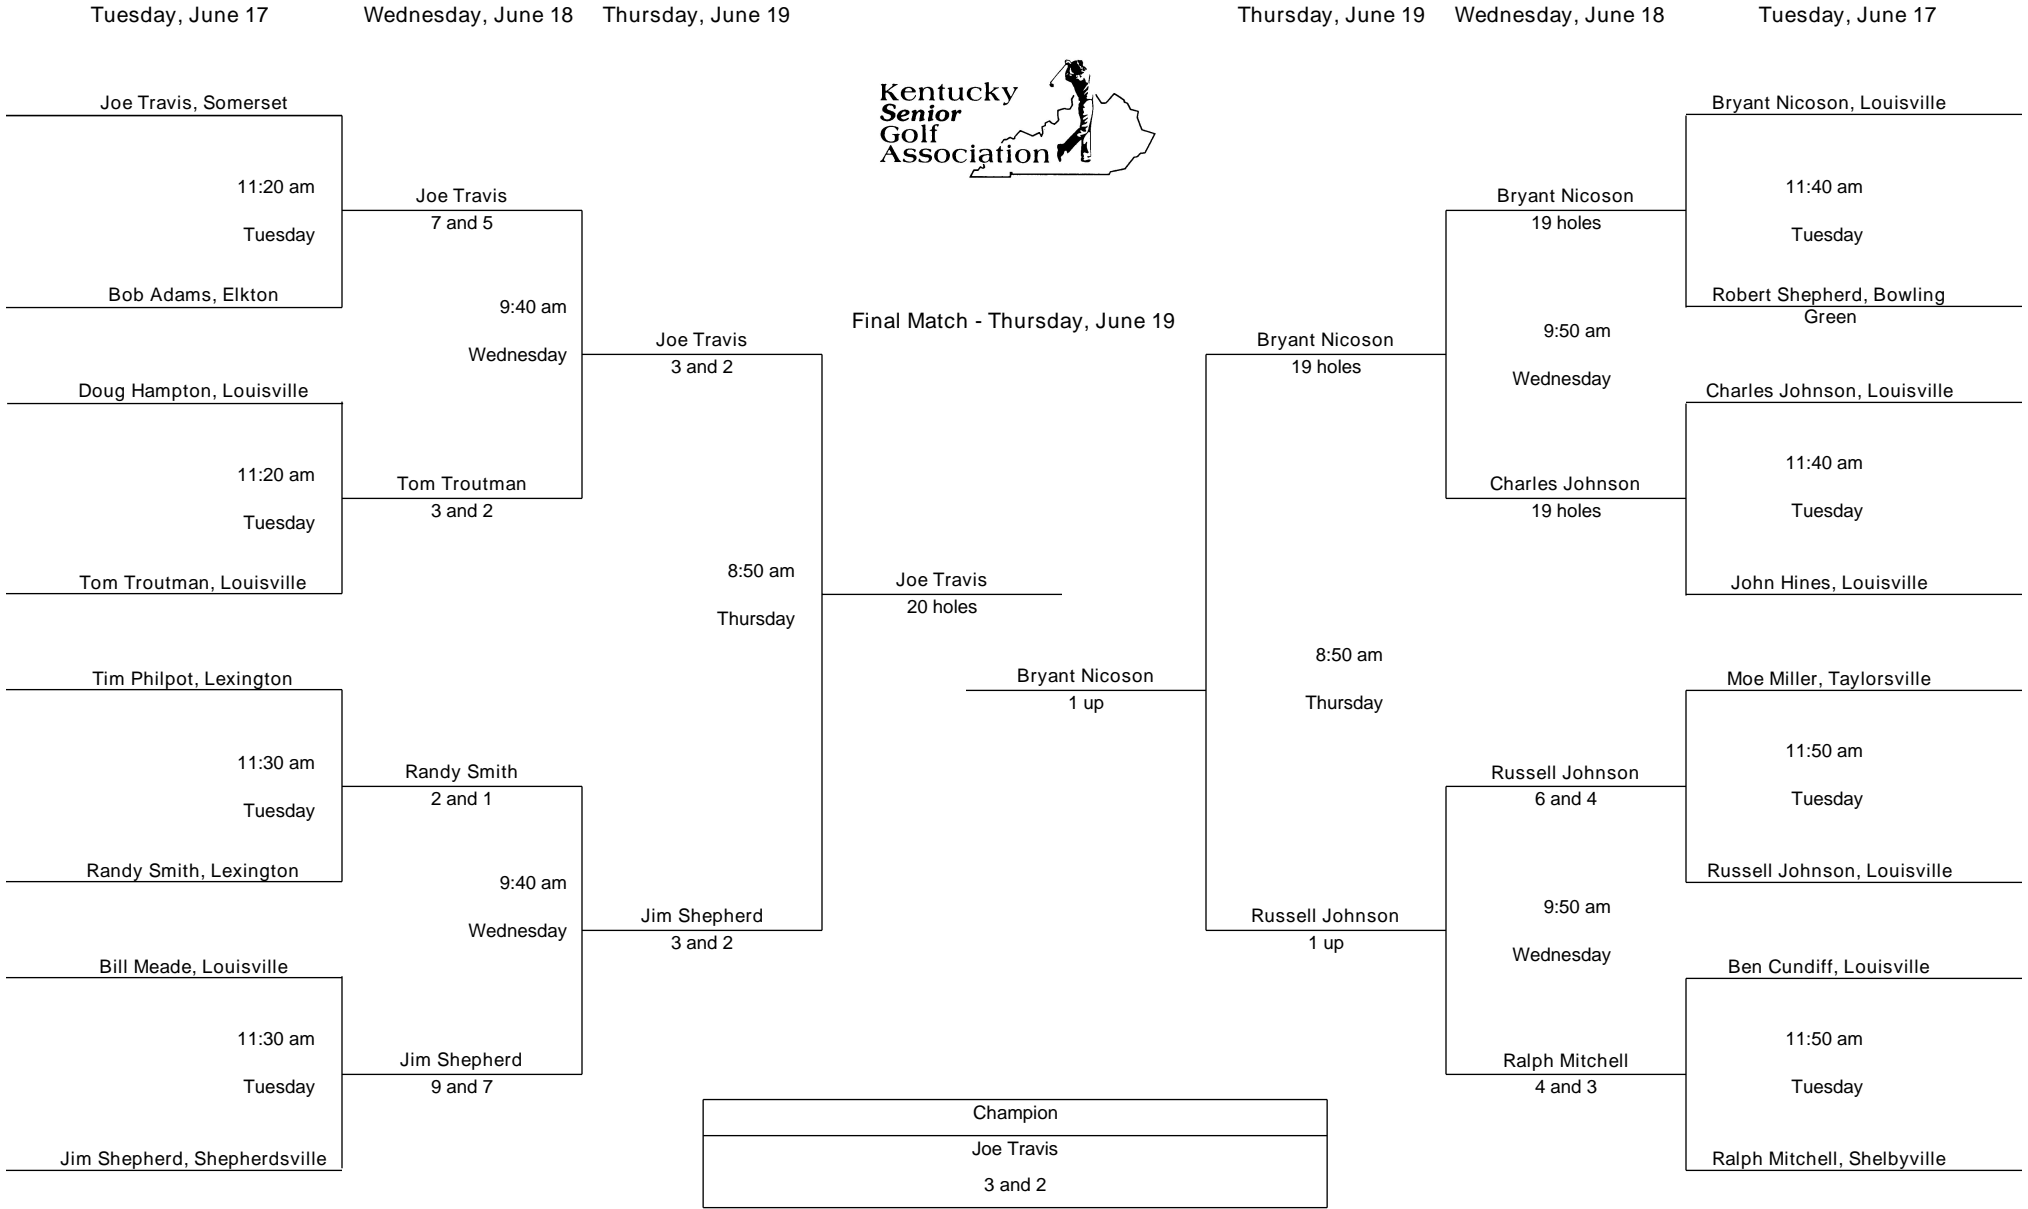 Tuesday, June 17 Wednesday, June 18 Thursday, June 19 Thursday, June 19 Wednesday, June 18 Tuesday, June 17
Kentucky
Senior
Golf
Association
Joe Travis, Somerset
11:20 am
Tuesday
Bob Adams, Elkton
Doug Hampton, Louisville
11:20 am
Tuesday
Tom Troutman, Louisville
Tim Philpot, Lexington
11:30 am
Tuesday
Randy Smith, Lexington
Bill Meade, Louisville
11:30 am
Tuesday
Jim Shepherd, Shepherdsville
Joe Travis
7 and 5
9:40 am
Wednesday
Tom Troutman
3 and 2
Randy Smith
2 and 1
9:40 am
Wednesday
Jim Shepherd
9 and 7
Joe Travis
3 and 2
8:50 am
Thursday
Jim Shepherd
3 and 2
Final Match - Thursday, June 19
Joe Travis
20 holes
Bryant Nicoson
1 up
Bryant Nicoson
19 holes
8:50 am
Thursday
Russell Johnson
1 up
Bryant Nicoson
19 holes
9:50 am
Wednesday
Charles Johnson
19 holes
Russell Johnson
6 and 4
9:50 am
Wednesday
Ralph Mitchell
4 and 3
Bryant Nicoson, Louisville
11:40 am
Tuesday
Robert Shepherd, Bowling
Green
Charles Johnson, Louisville
11:40 am
Tuesday
John Hines, Louisville
Moe Miller, Taylorsville
11:50 am
Tuesday
Russell Johnson, Louisville
Ben Cundiff, Louisville
11:50 am
Tuesday
Ralph Mitchell, Shelbyville
Champion
Joe Travis
3 and 2